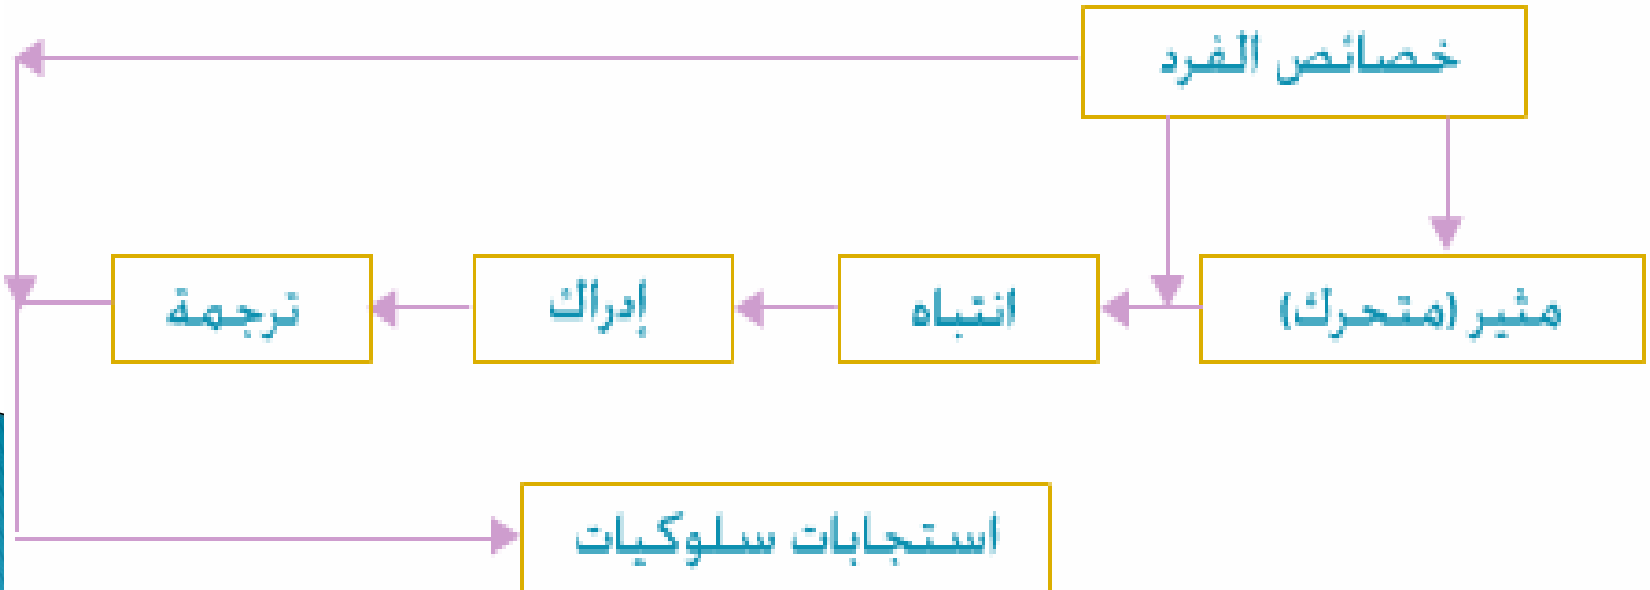 خصائص الفرد
مثير (متحرك)
انتباه
إدراك
ترجمة
استجابات سلوكيات